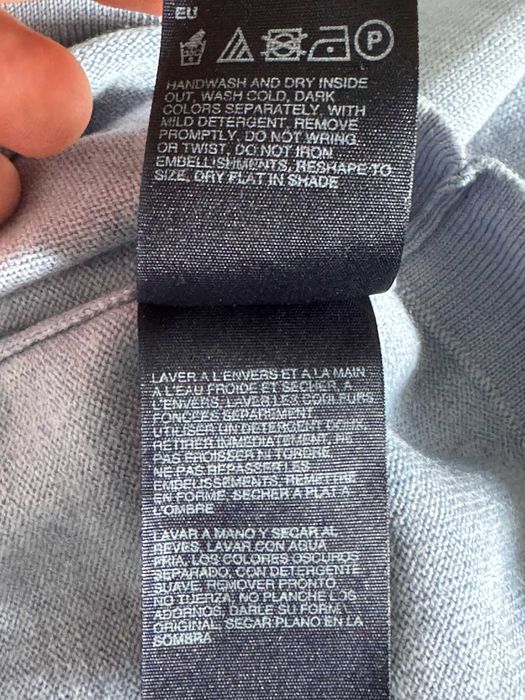 EU
P
HANDWASH AND DRY INSIDE
OUT, WASH COLD, DARK
COLORS SEPARATELY, WITH
MILD DETERGENT, REMOVE
PROMPTLY, DO NOT WRING
OR TWIST, DO NOT IRON
EMBELLISHMENTS, RESHAPE TO
SIZE, DRY FLAT IN SHADE
LAVER A L'ENVERS ET A LA MAIN
A L'EAU FROIDE ET SECHER A
L'ENVERS, LAVES LES COULEURS
FONCEES SEPAREMENT
UTILISER UN DETERGENT DOUX,
RETIRER IMMEDIATEMENT, NE
PAS FROISSER NI TORDRE,
NE PAS REPASSER LES
EMBELISSEMENTS, REMETTRE
EN FORME, SECHER A PLAT A
L'OMBRE
LAVAR A MANO Y SECAR AL
REVES, LAVAR CON AGUA
FRIA, LOS COLORES OSCUROS
SEPARADO, CON DETERGENTE
SUAVE, REMOVER PRONTO,
NO TUERZA, NO PLANCHE LOS
ADORNOS, DARLE SU FORMA
ORIGINAL, SEGAR PLANO EN LA
SOMBRA